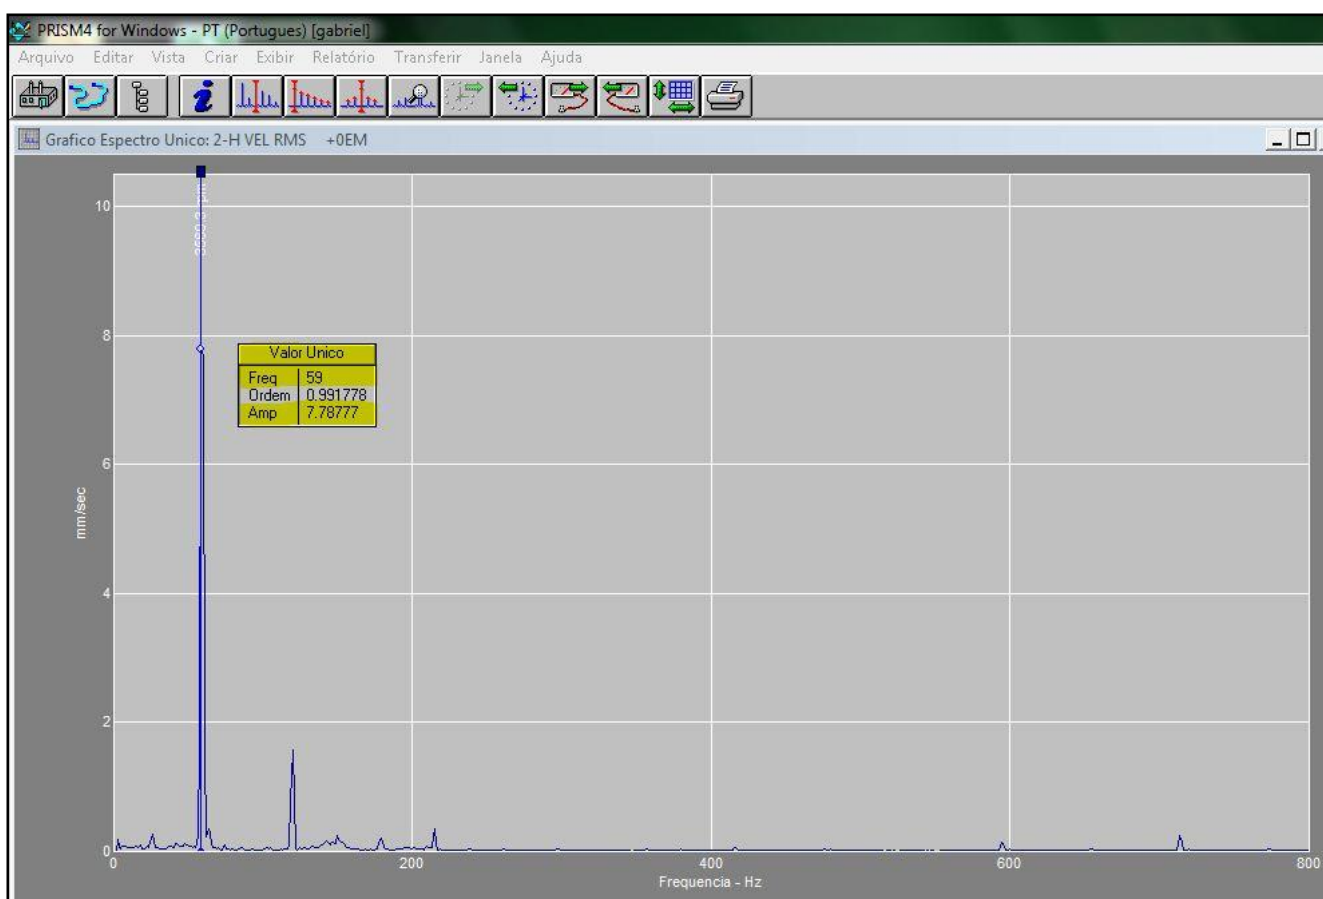 PRISM4 for Windows - PT (Portugues) [gabriel]
Arquivo Editar Vista Criar Exibir Relatório Transferir Janela Ajuda
Grafico Espectro Unico: 2-H VEL RMS +0EM
10
8
6
4
2
0
mm/sec
Valor Unico
Freq 59
Ordem 0.991778
Amp 7.78777
0 200 400 600 800
Frequencia - Hz